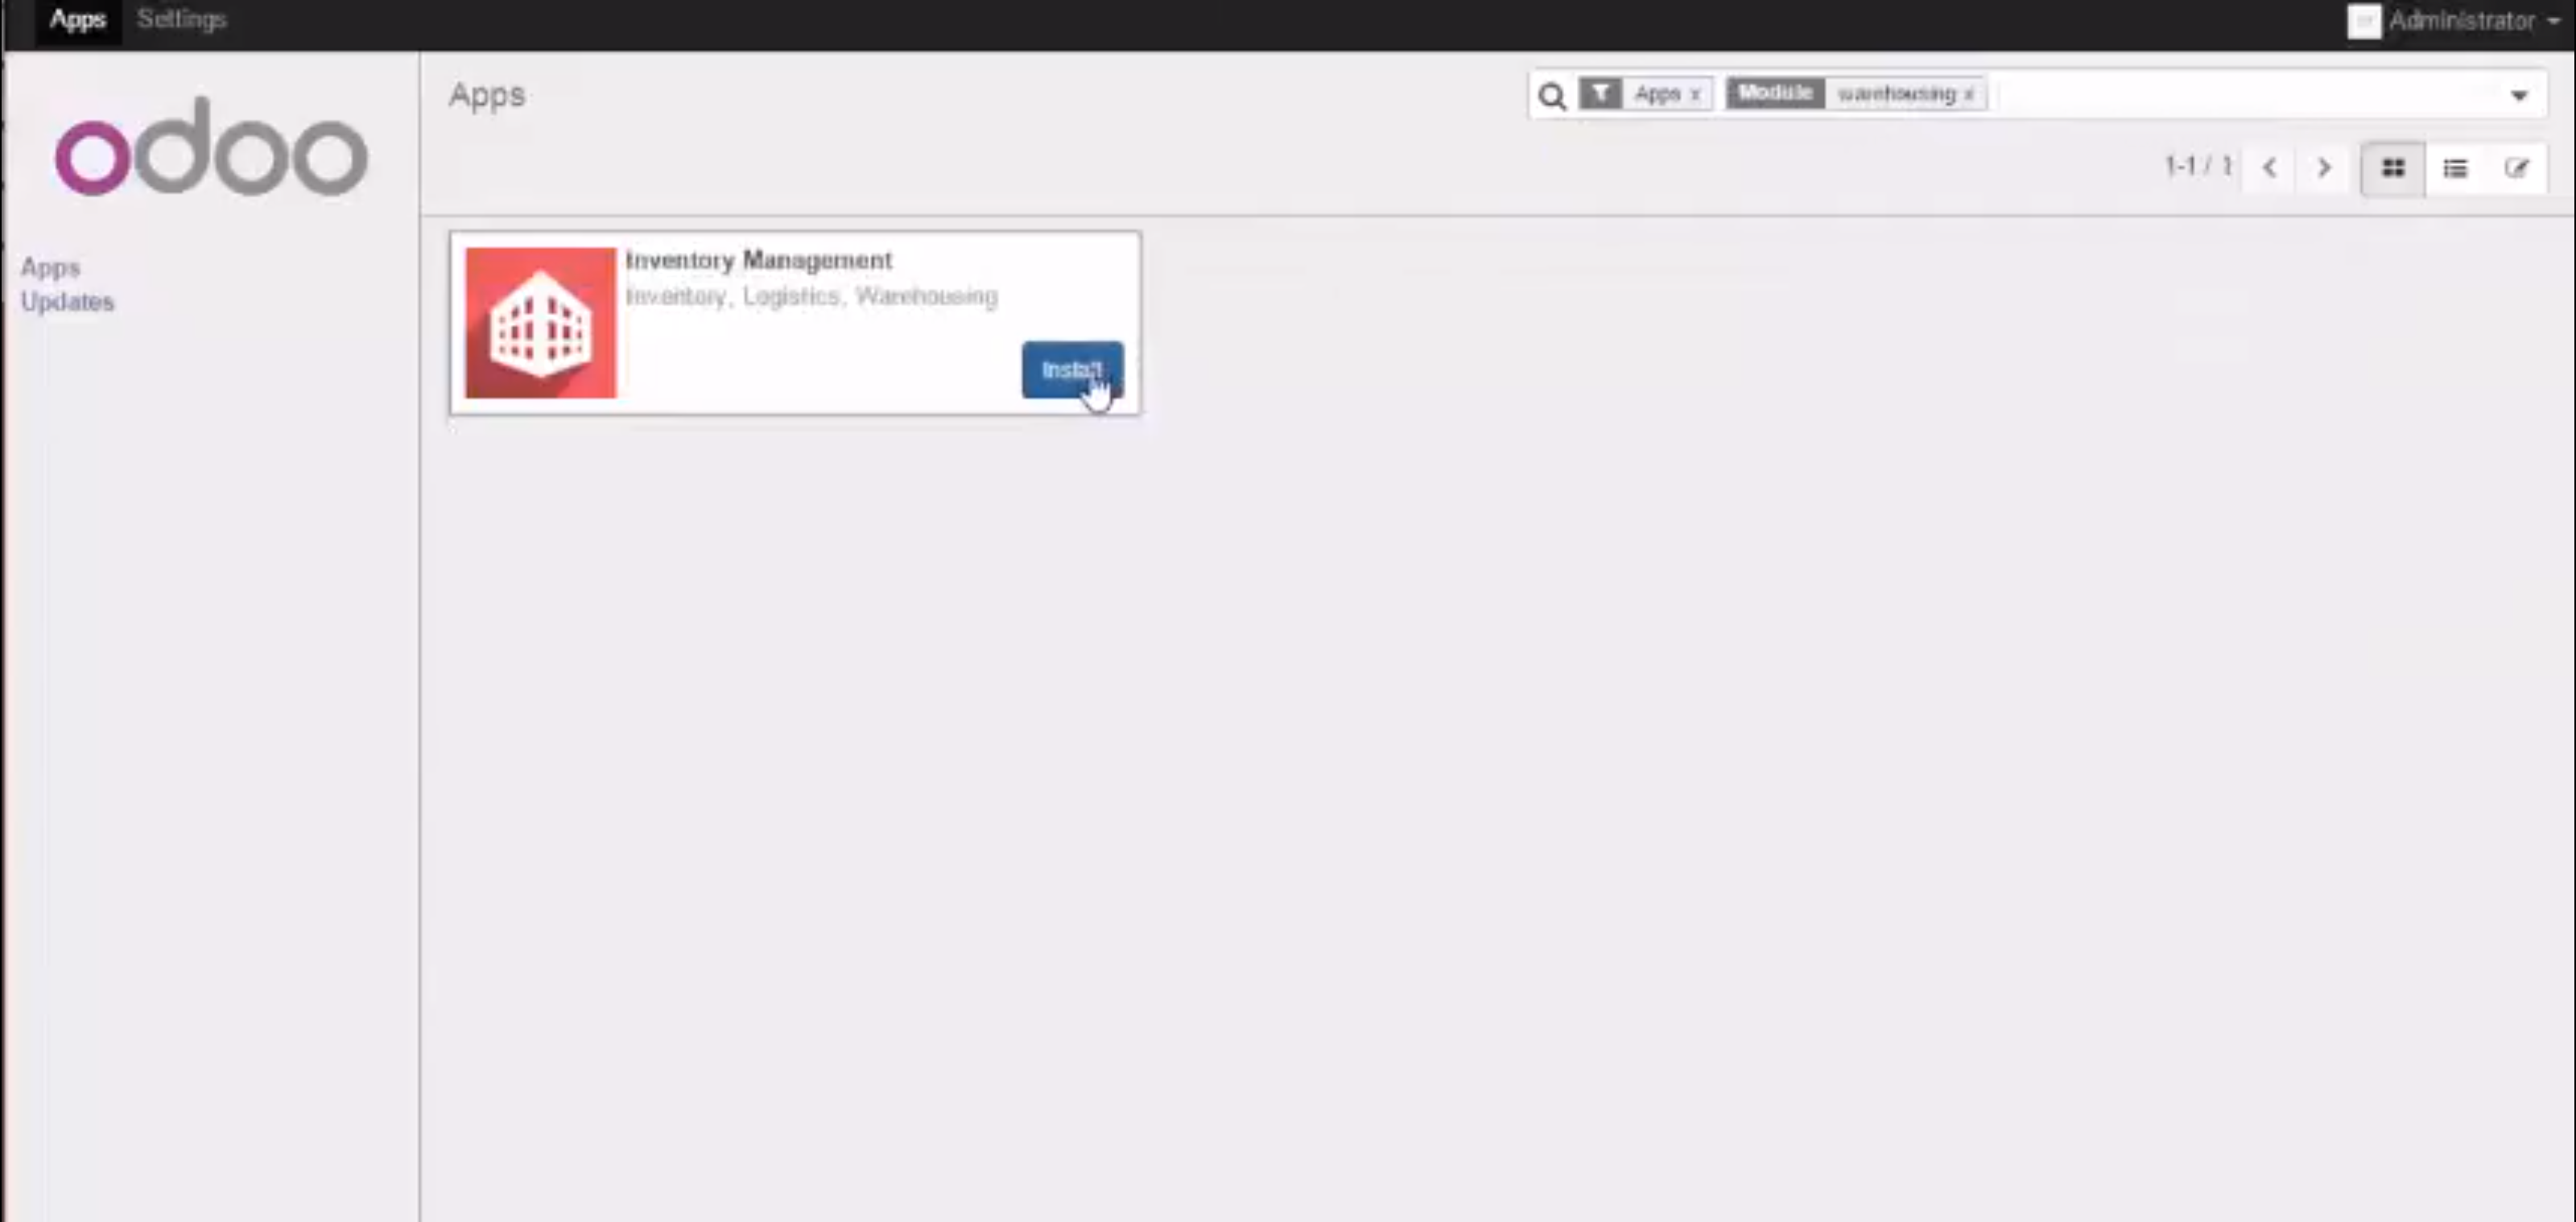 Apps Settings Administrator
odoo
Apps
Updates
Apps
Apps x Module warehousing x
1-1 / 1
Inventory Management
Inventory, Logistics, Warehousing
Install